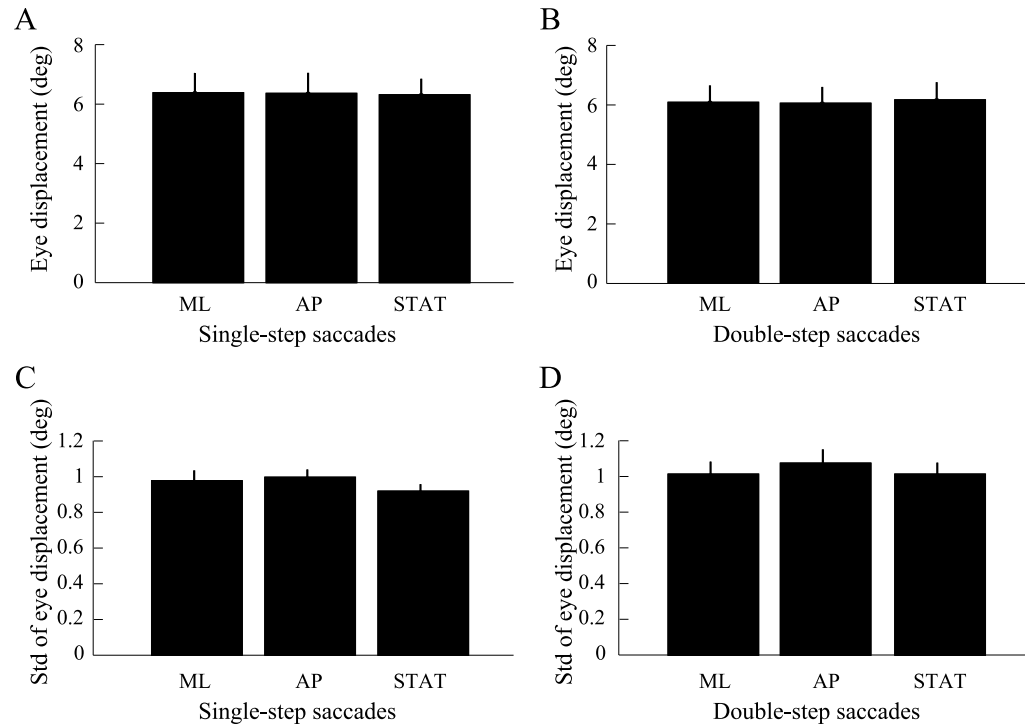 A
Eye displacement (deg)
8
6
4
2
0
ML AP STAT
Single-step saccades
B
Eye displacement (deg)
8
6
4
2
0
ML AP STAT
Double-step saccades
C
Std of eye displacement (deg)
1.2
1
0.8
0.6
0.4
0.2
0
ML AP STAT
Single-step saccades
D
Std of eye displacement (deg)
1.2
1
0.8
0.6
0.4
0.2
0
ML AP STAT
Double-step saccades